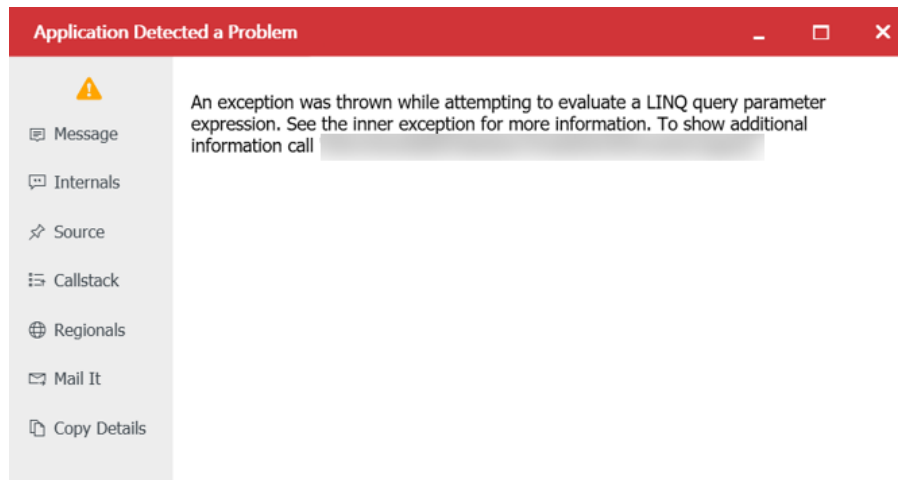 Application Detected a Problem
Message
Internals
Source
Callstack
Regionals
Mail It
Copy Details
An exception was thrown while attempting to evaluate a LINQ query parameter
expression. See the inner exception for more information. To show additional
information call